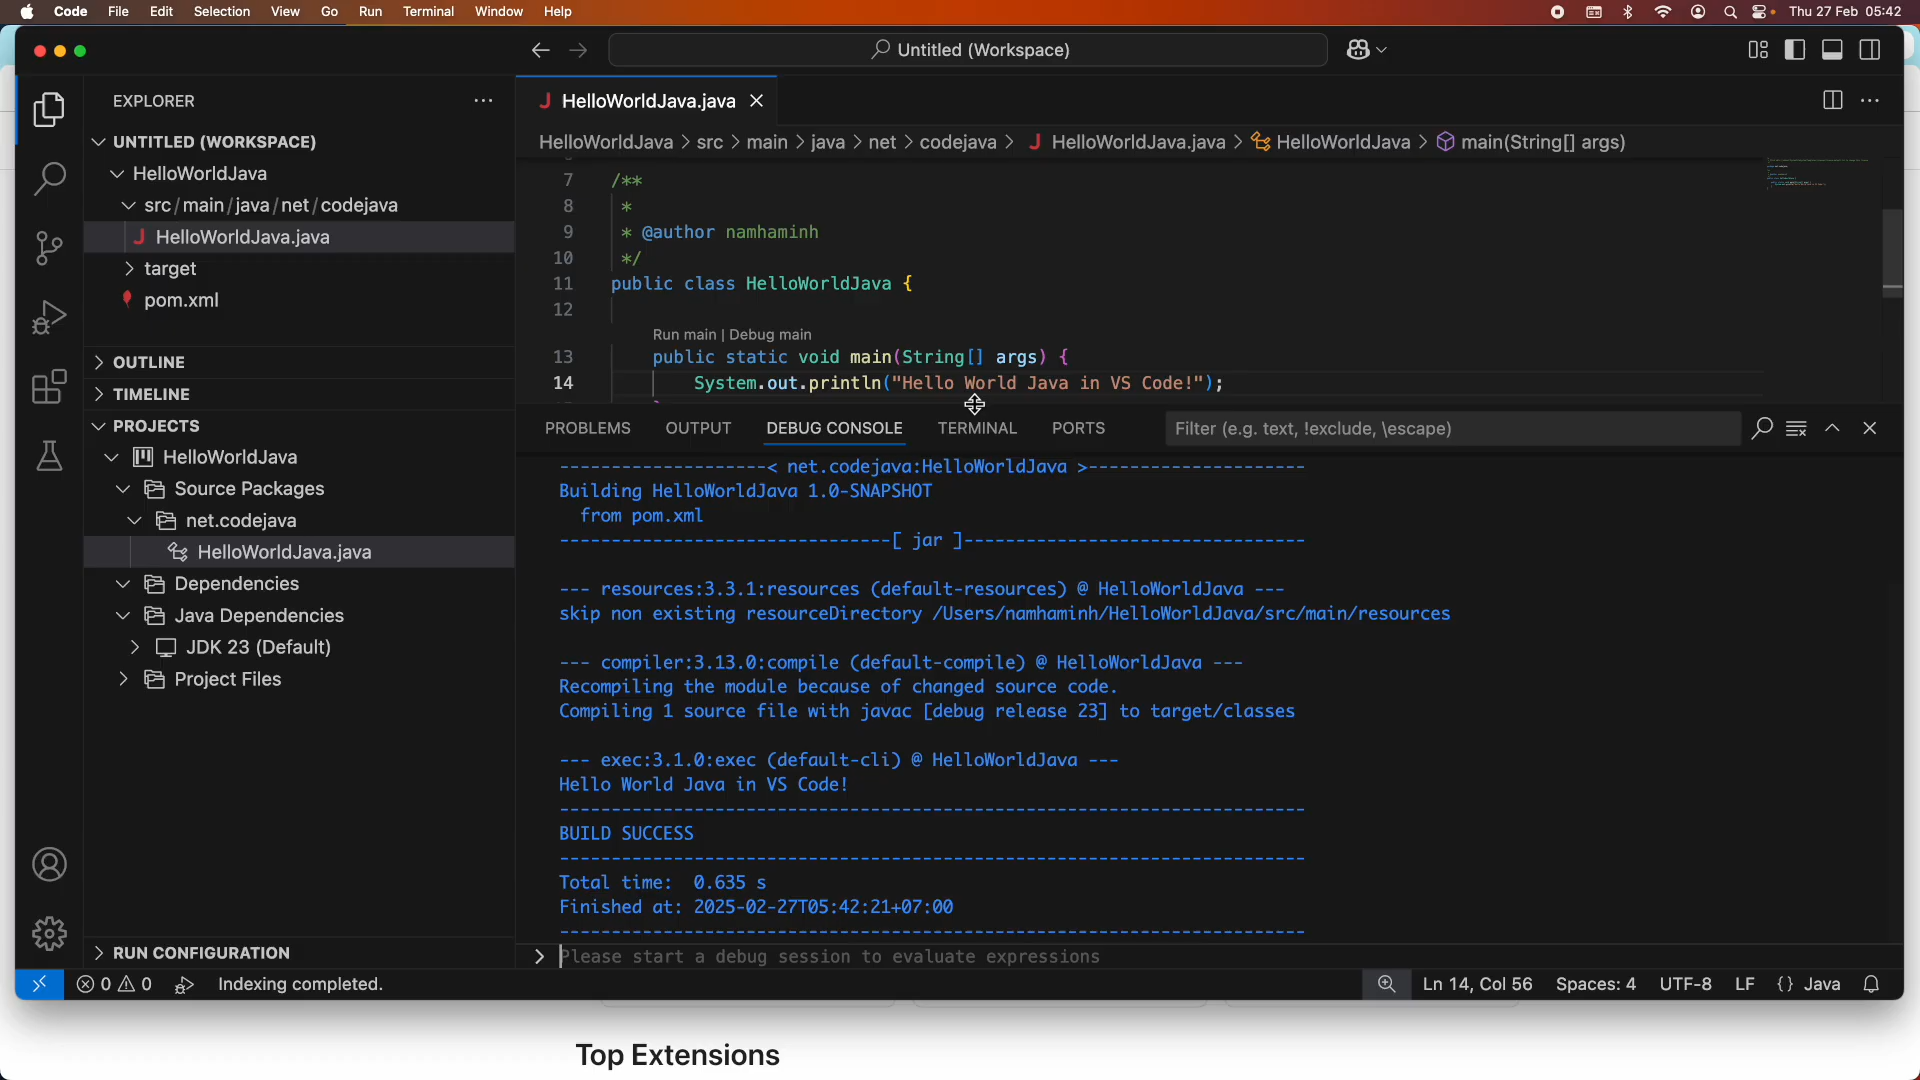 Code File Edit Selection View Go Run Terminal Window Help
Thu 27 Feb 05:42
Untitled (Workspace)
EXPLORER
UNTITLED (WORKSPACE)
HelloWorldJava
src/main/java/net/codejava
HelloWorldJava.java
target
pom.xml
OUTLINE
TIMELINE
PROJECTS
HelloWorldJava
Source Packages
net.codejava
HelloWorldJava.java
Dependencies
Java Dependencies
JDK 23 (Default)
Project Files
RUN CONFIGURATION
HelloWorldJava.java
HelloWorldJava > src > main > java > net > codejava > HelloWorldJava.java > HelloWorldJava > main(String[] args)
7 /**
8 *
9 * @author namhaminh
10 */
11 public class HelloWorldJava {
12
Run main | Debug main
13 public static void main(String[] args) {
14 System.out.println("Hello World Java in VS Code!");
PROBLEMS OUTPUT DEBUG CONSOLE TERMINAL PORTS
Filter (e.g. text, !exclude, \escape)
--------------------< net.codejava:HelloWorldJava >---------------------
Building HelloWorldJava 1.0-SNAPSHOT
from pom.xml
--------------------------------[ jar ]---------------------------------
--- resources:3.3.1:resources (default-resources) @ HelloWorldJava ---
skip non existing resourceDirectory /Users/namhaminh/HelloWorldJava/src/main/resources
--- compiler:3.13.0:compile (default-compile) @ HelloWorldJava ---
Recompiling the module because of changed source code.
Compiling 1 source file with javac [debug release 23] to target/classes
--- exec:3.1.0:exec (default-cli) @ HelloWorldJava ---
Hello World Java in VS Code!
------------------------------------------------------------------------
BUILD SUCCESS
------------------------------------------------------------------------
Total time:  0.635 s
Finished at: 2025-02-27T05:42:21+07:00
------------------------------------------------------------------------
> Please start a debug session to evaluate expressions
0 0 Indexing completed.
Ln 14, Col 56 Spaces: 4 UTF-8 LF {} Java
Top Extensions